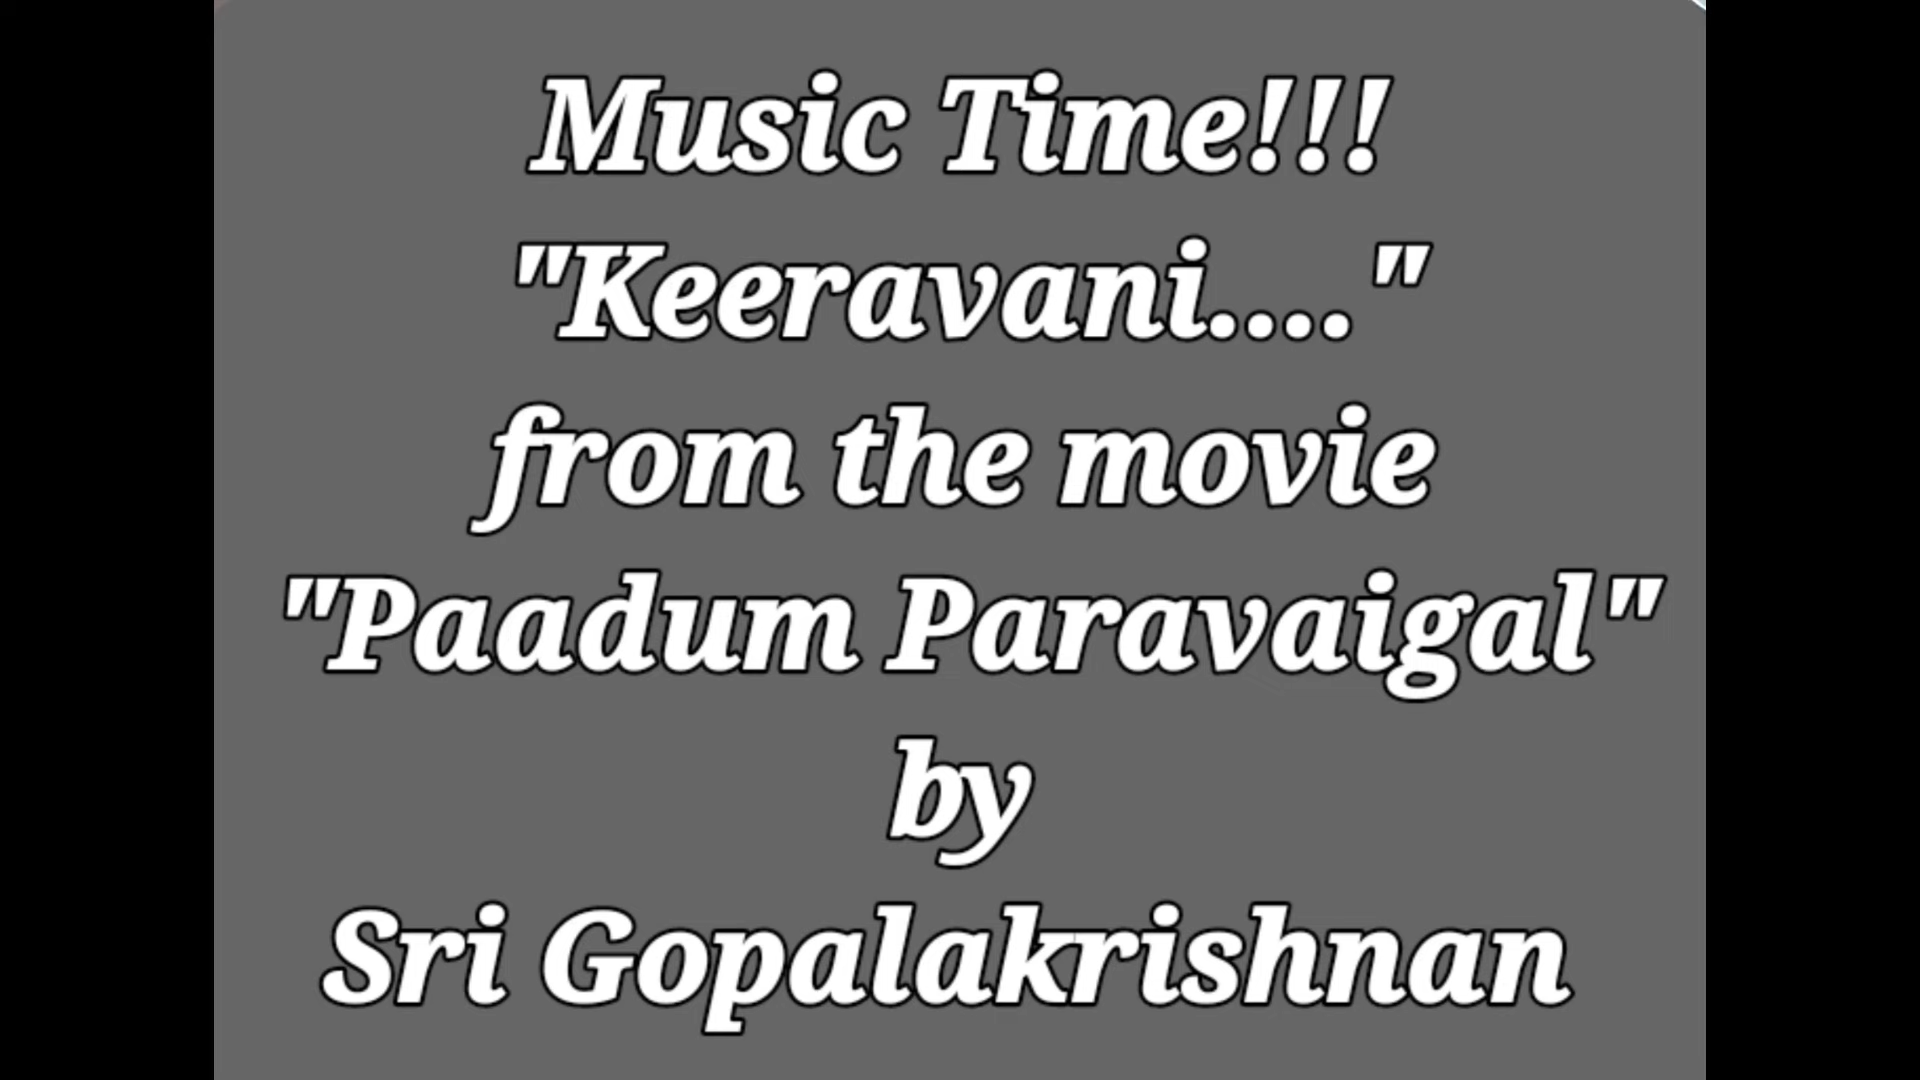 Music Time!!!
"Keeravani...."
from the movie
"Paadum Paravaigal"
by
Sri Gopalakrishnan